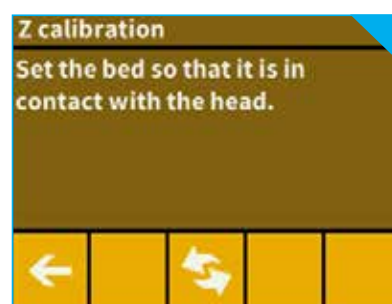 Z calibration
Set the bed so that it is in
contact with the head.